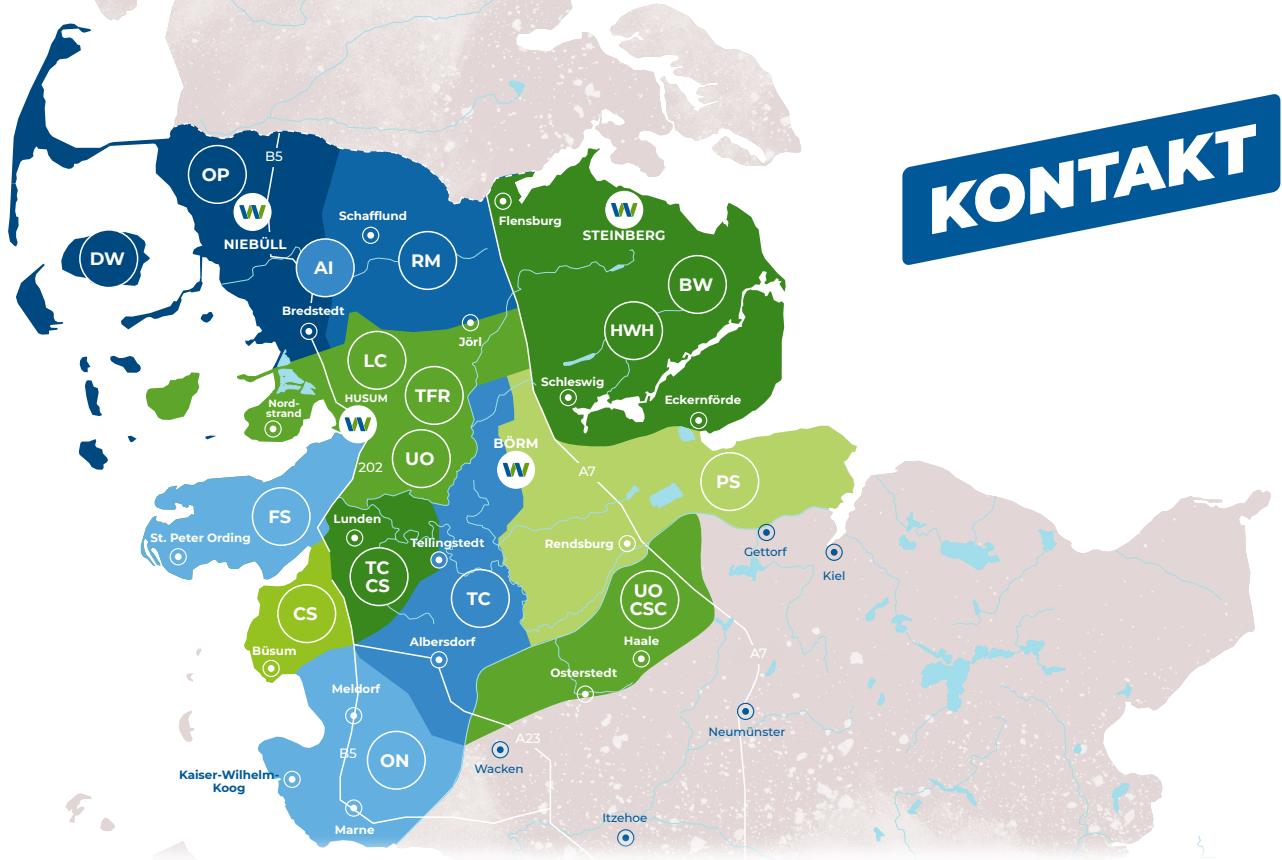 KONTAKT
B5
OP
NIEBÜLL
DW
AI
Schafflund
RM
Flensburg
STEINBERG
BW
HWH
Bredstedt
Jörl
LC
TFR
HUSUM
Nord-
strand
Schleswig
Eckernförde
BÖRM
202
UO
A7
PS
FS
St. Peter Ording
Lunden
Tellingstedt
Rendsburg
Gettorf
Kiel
TC
CS
TC
UO
CSC
CS
Büsum
Albersdorf
Haale
A7
Osterstedt
Meldorf
Neumünster
B5
ON
A23
Wacken
Kaiser-Wilhelm-
Koog
Marne
Itzehoe